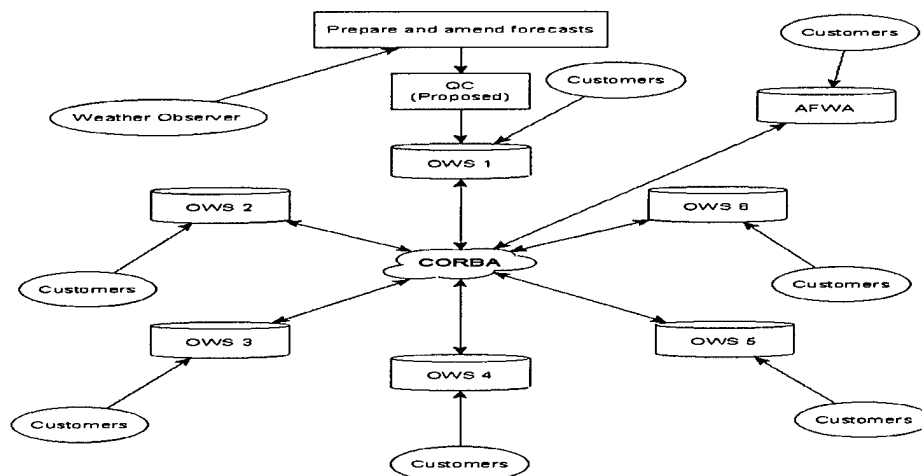 Prepare and amend forecasts
Customers
QC
(Proposed)
Customers
Weather Observer
AFWA
OWS 1
OWS 2
OWS 8
CORBA
Customers
Customers
OWS 3
OWS 5
OWS 4
Customers
Customers
Customers